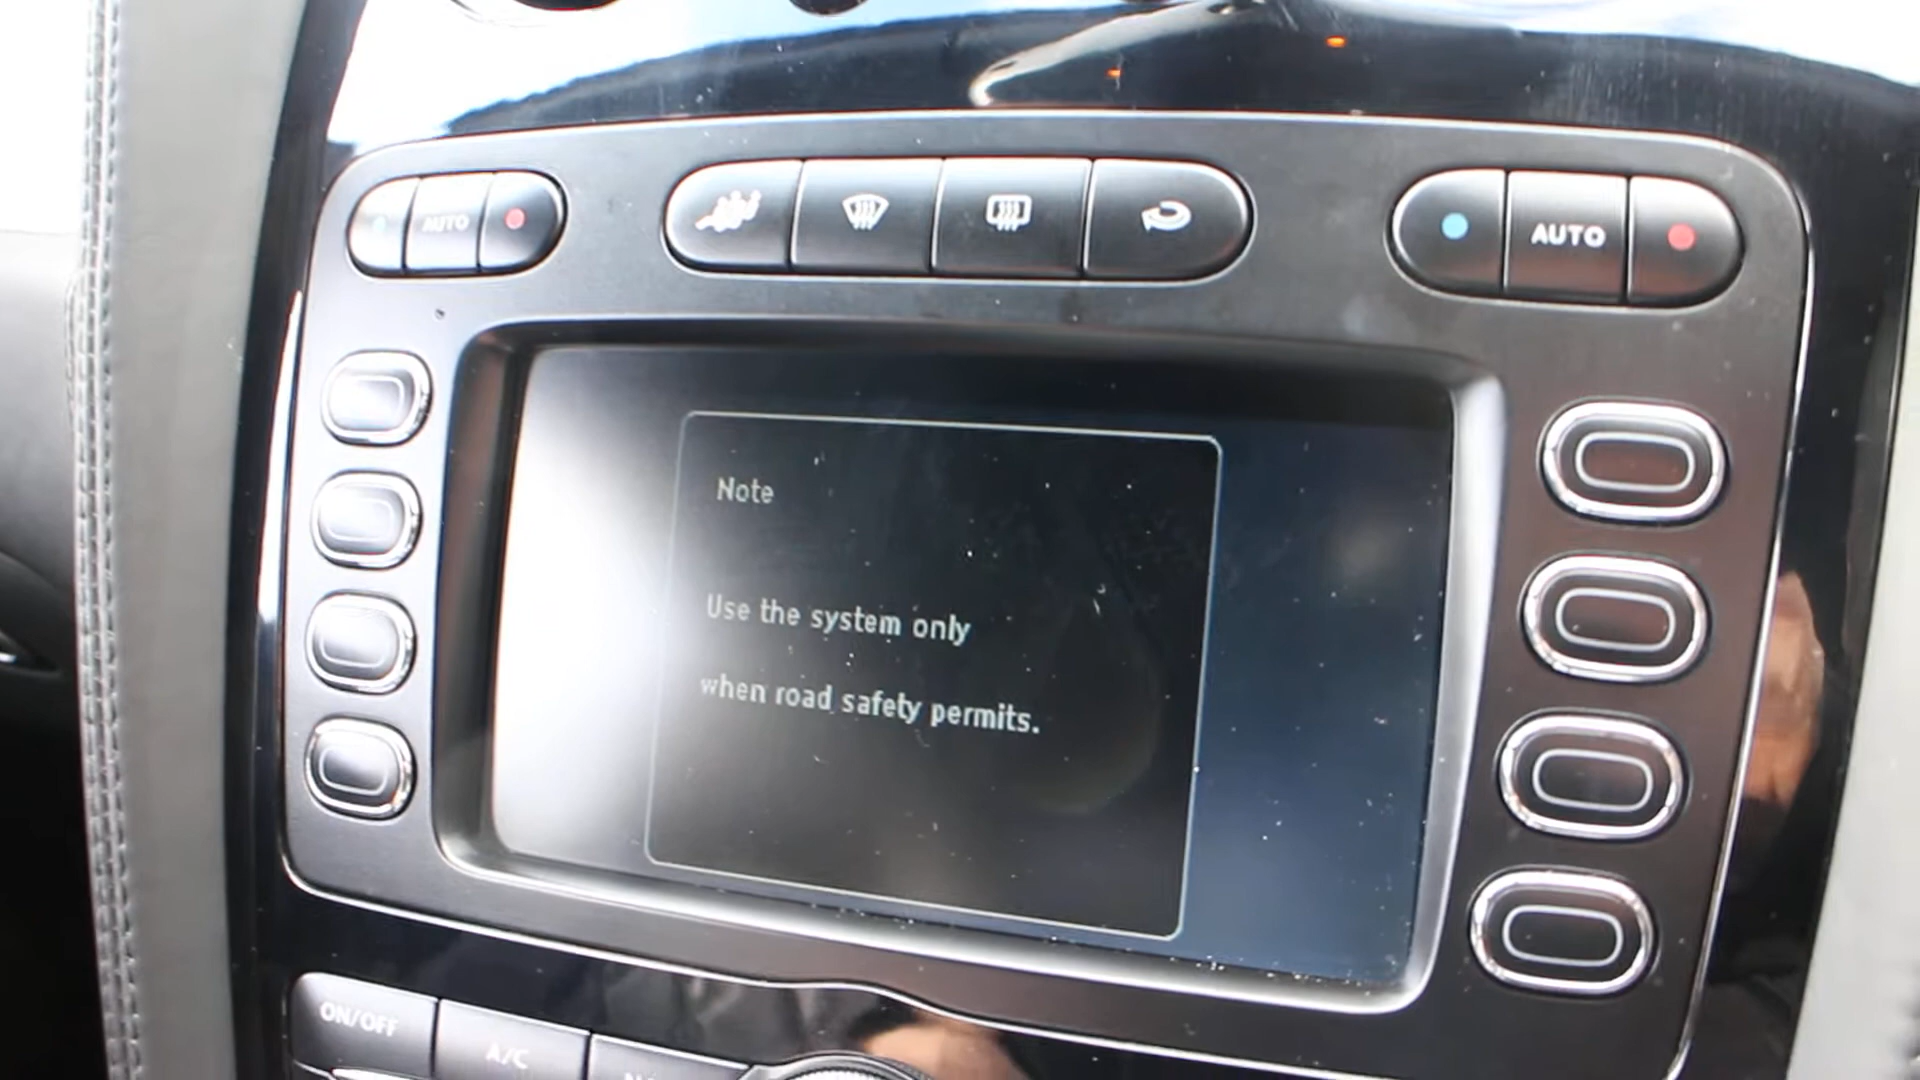 AUTO
AUTO
Note
Use the system only
when road safety permits.
ON/OFF
A/C